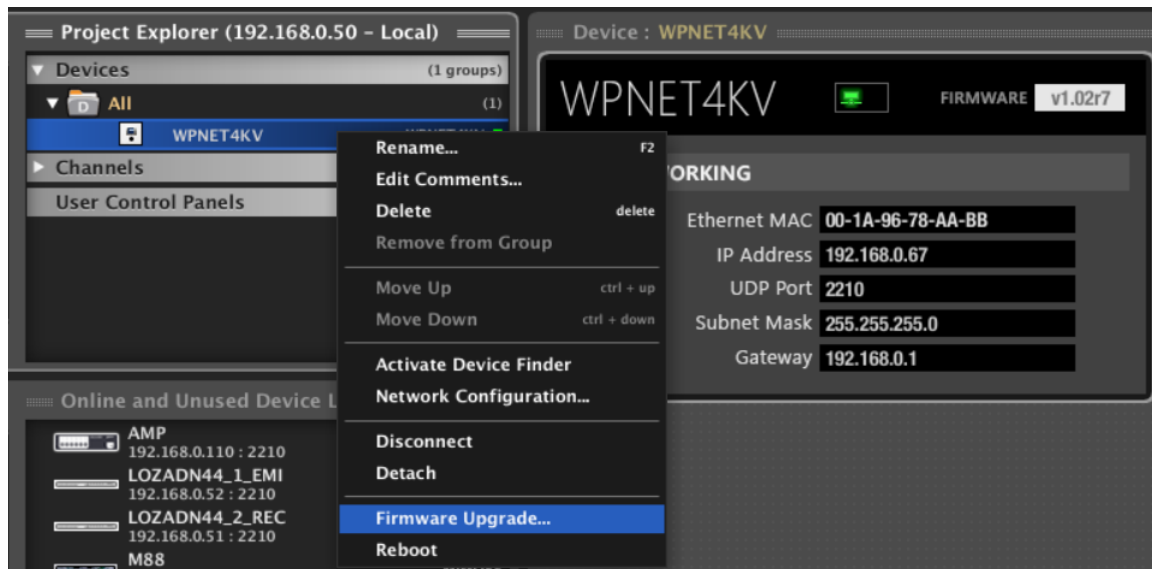 Project Explorer (192.168.0.50 – Local)
Devices (1 groups)
D All (1)
WPNET4KV
Channels
User Control Panels
Rename... F2
Edit Comments...
Delete delete
Remove from Group
Move Up ctrl + up
Move Down ctrl + down
Activate Device Finder
Network Configuration...
Disconnect
Detach
Firmware Upgrade...
Reboot
Online and Unused Device L
AMP
192.168.0.110 : 2210
LOZADN44_1_EMI
192.168.0.52 : 2210
LOZADN44_2_REC
192.168.0.51 : 2210
M88
Device : WPNET4KV
WPNET4KV FIRMWARE v1.02r7
ORKING
Ethernet MAC 00-1A-96-78-AA-BB
IP Address 192.168.0.67
UDP Port 2210
Subnet Mask 255.255.255.0
Gateway 192.168.0.1